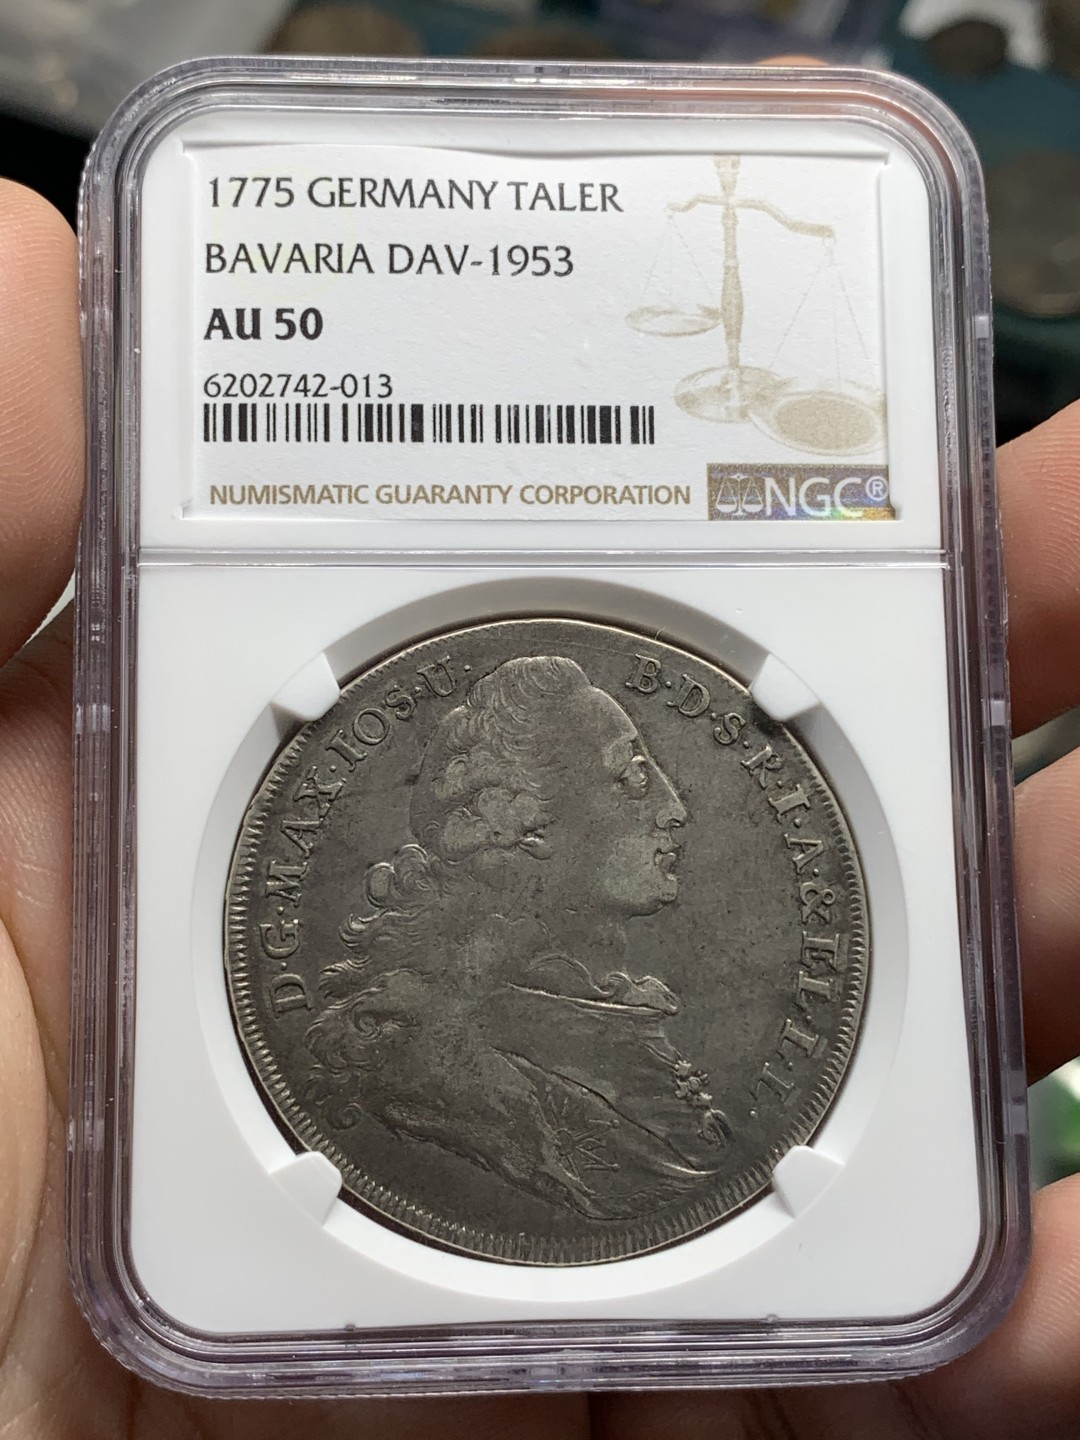 1775 GERMANY TALER
BAVARIA DAV-1953
AU 50
6202742-013
NUMISMATIC GUARANTY CORPORATION
NGC®
D·G·MAX·IOS·U· B·D·S·R·I·A·&·EL·L·L·